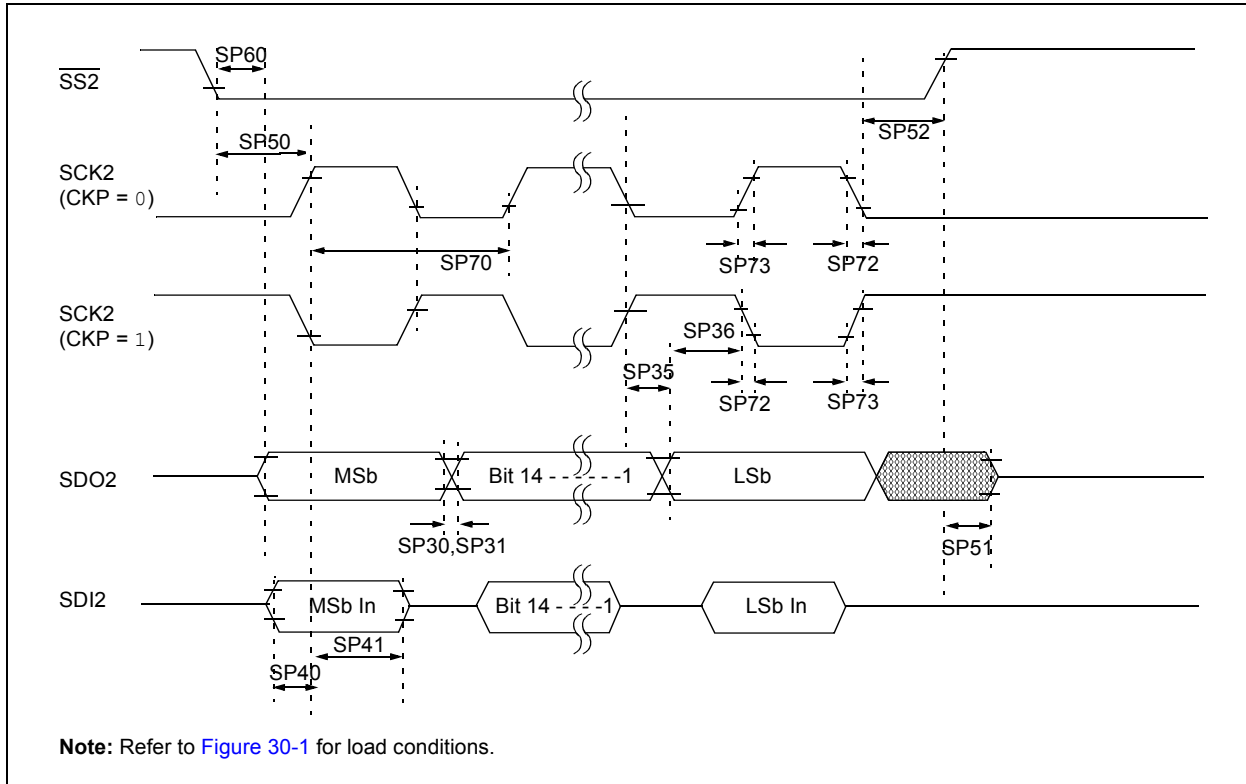 SP60
SS2
SP50
SP52
SCK2
(CKP = 0)
SP70
SP73
SP72
SCK2
(CKP = 1)
SP36
SP35
SP72
SP73
SDO2
MSb
Bit 14 - - - - - -1
LSb
SP30,SP31
SP51
SDI2
MSb In
Bit 14 - - - -1
LSb In
SP41
SP40
Note: Refer to Figure 30-1 for load conditions.